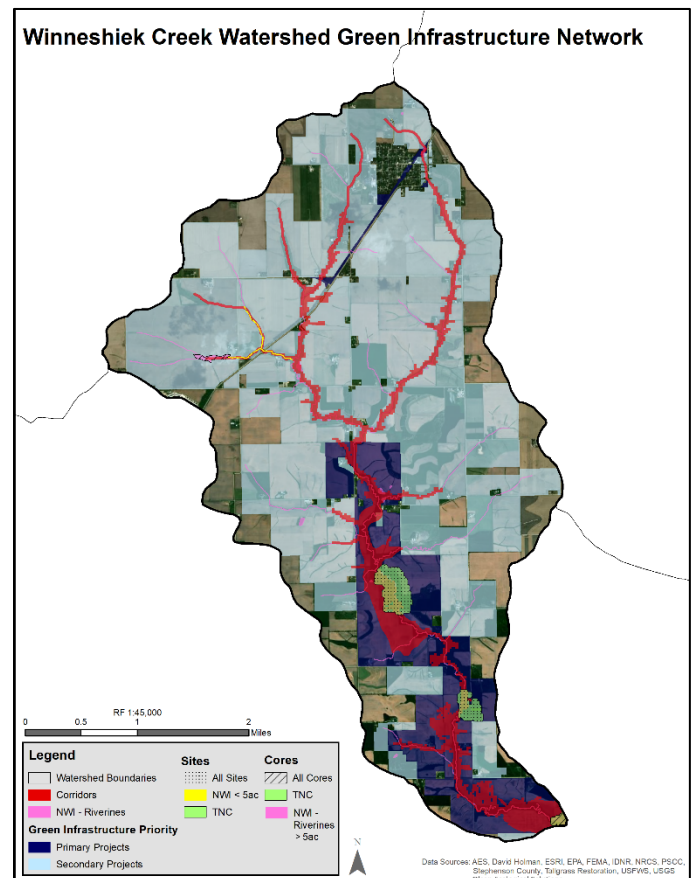 Winneshiek Creek Watershed Green Infrastructure Network
RF 1:45,000
0 0.5 1 2
Miles
Legend
Watershed Boundaries
Corridors
NWI - Riverines
Green Infrastructure Priority
Primary Projects
Secondary Projects
Sites
All Sites
NWI < 5ac
TNC
Cores
All Cores
TNC
NWI -
Riverines
> 5ac
N
Data Sources: AES, David Holman, ESRI, EPA, FEMA, IDNR, NRCS, PSCC,
Stephenson County, Tallgrass Restoration, USFWS, USGS